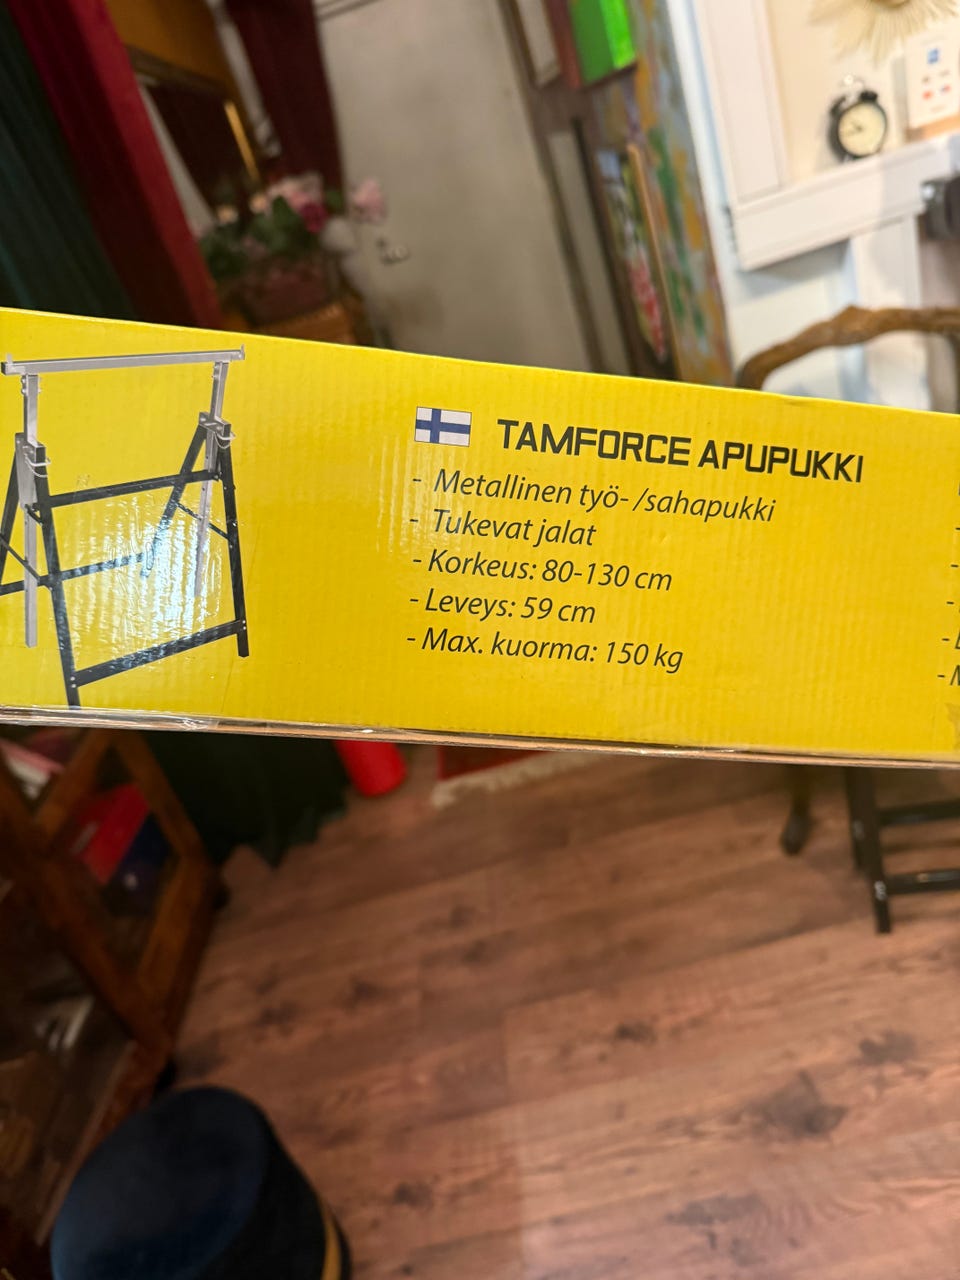 TAMFORCE APUPUKKI
- Metallinen työ- /sahapukki
- Tukevat jalat
- Korkeus: 80-130 cm
- Leveys: 59 cm
- Max. kuorma: 150 kg